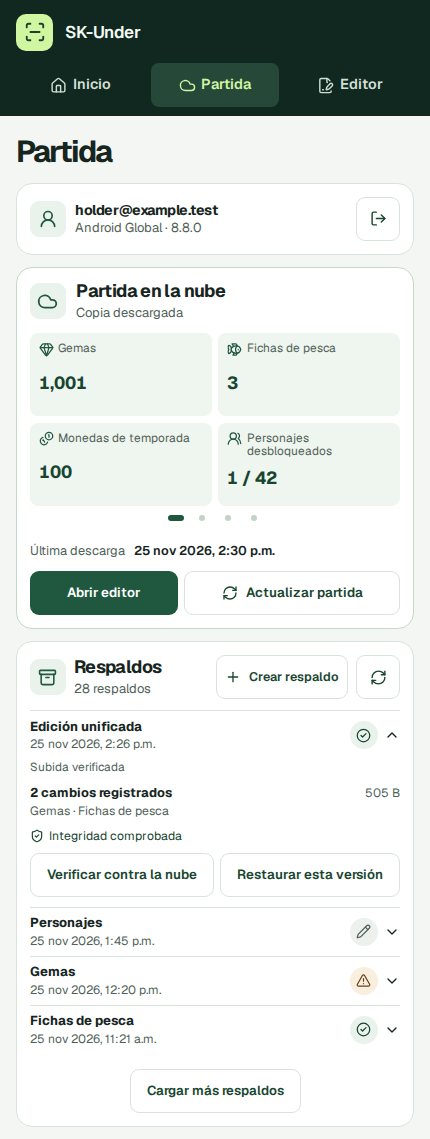 SK-Under
Inicio
Partida
Editor
Partida
holder@example.test
Android Global · 8.8.0
Partida en la nube
Copia descargada
Gemas
1,001
Fichas de pesca
3
Monedas de temporada
100
Personajes
desbloqueados
1 / 42
Última descarga 25 nov 2026, 2:30 p.m.
Abrir editor
Actualizar partida
Respaldos
28 respaldos
Crear respaldo
Edición unificada
25 nov 2026, 2:26 p.m.
Subida verificada
2 cambios registrados 505 B
Gemas · Fichas de pesca
Integridad comprobada
Verificar contra la nube
Restaurar esta versión
Personajes
25 nov 2026, 1:45 p.m.
Gemas
25 nov 2026, 12:20 p.m.
Fichas de pesca
25 nov 2026, 11:21 a.m.
Cargar más respaldos